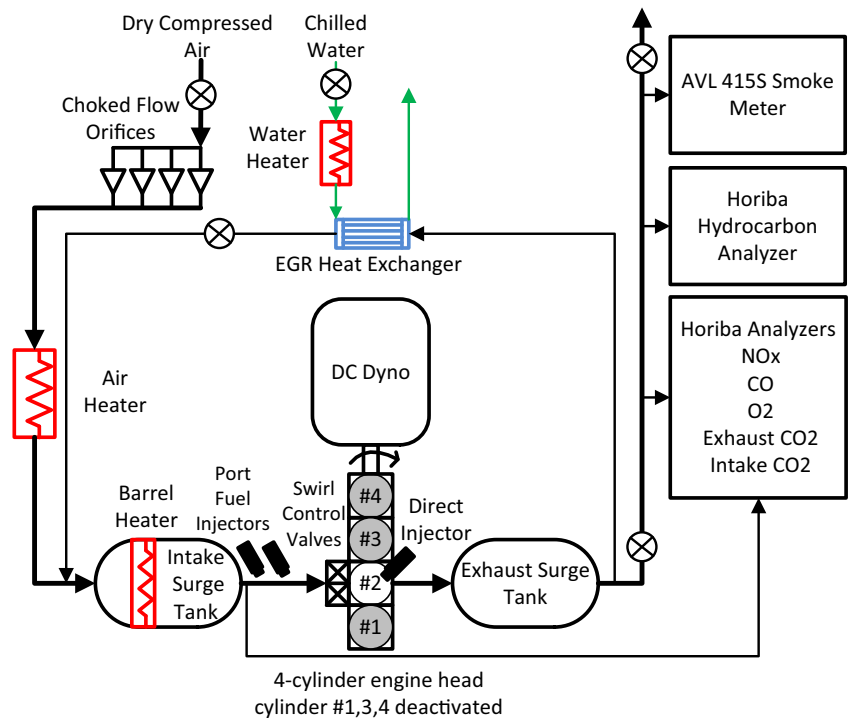 Dry Compressed
Air
Chilled
Water
Choked Flow
Orifices
Water
Heater
EGR Heat Exchanger
AVL 415S Smoke
Meter
Horiba
Hydrocarbon
Analyzer
Horiba Analyzers
NOx
CO
O2
Exhaust CO2
Intake CO2
DC Dyno
Air
Heater
Barrel
Heater
Port
Fuel
Injectors
Swirl
Control
Valves
Direct
Injector
#4
#3
#2
#1
Intake
Surge
Tank
Exhaust Surge
Tank
4-cylinder engine head
cylinder #1,3,4 deactivated